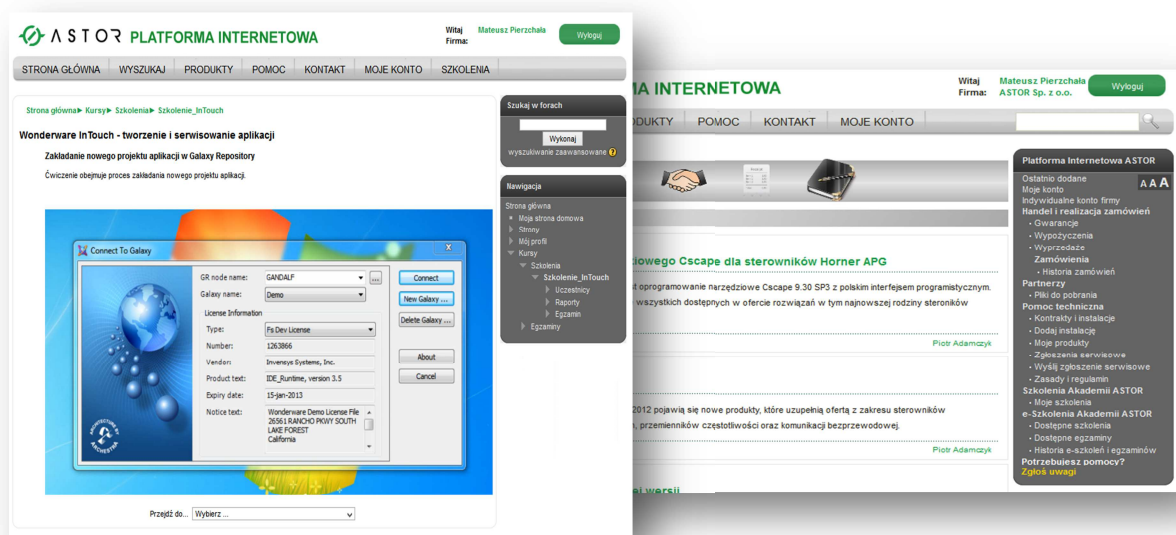 ASTOR PLATFORMA INTERNETOWA
Witaj Mateusz Pierzchała
Firma:
Wyloguj
STRONA GŁÓWNA WYSZUKAJ PRODUKTY POMOC KONTAKT MOJE KONTO SZKOLENIA
Strona główna► Kursy► Szkolenia► Szkolenie_InTouch
Wonderware InTouch - tworzenie i serwisowanie aplikacji
Zakładanie nowego projektu aplikacji w Galaxy Repository
Ćwiczenie obejmuje proces zakładania nowego projektu aplikacji.
Connect To Galaxy
X
GR node name: GANDALF ... Connect
Galaxy name: Demo New Galaxy ...
License Information Delete Galaxy ...
Type: Fs Dev License
Number: 1263866
Vendor: Invensys Systems, Inc. About
Product text: IDE_Runtime, version 3.5 Cancel
Expiry date: 15-jan-2013
Notice text: Wonderware Demo License File
26561 RANCHO PKWY SOUTH
LAKE FOREST
California
ARCHITECTURE BY
ARCHESTRA
Przejdź do... Wybierz ...
Szukaj w forach
Wykonaj
wyszukiwanie zaawansowane ?
Nawigacja
Strona główna
Moja strona domowa
Strony
Mój profil
Kursy
Szkolenia
Szkolenie_InTouch
Uczestnicy
Raporty
Egzamin
Egzaminy
MA INTERNETOWA
Witaj Mateusz Pierzchała
Firma: ASTOR Sp. z o.o.
Wyloguj
ODUKTY POMOC KONTAKT MOJE KONTO
iowego Cscape dla sterowników Horner APG
st oprogramowanie narzędziowe Cscape 9.30 SP3 z polskim interfejsem programistycznym.
wszystkich dostępnych w ofercie rozwiązań w tym najnowszej rodziny steroników
Piotr Adamczyk
2012 pojawią się nowe produkty, które uzupełnią ofertą z zakresu sterowników
, przemienników częstotliwości oraz komunikacji bezprzewodowej.
Piotr Adamczyk
ej wersji
Platforma Internetowa ASTOR
A A A
Ostatnio dodane
Moje konto
Indywidualne konto firmy
Handel i realizacja zamówień
• Gwarancje
• Wypożyczenia
• Wyprzedaże
Zamówienia
• Historia zamówień
Partnerzy
• Pliki do pobrania
Pomoc techniczna
• Kontrakty i instalacje
• Dodaj instalację
• Moje produkty
• Zgłoszenia serwisowe
• Wyślij zgłoszenie serwisowe
• Zasady i regulamin
Szkolenia Akademii ASTOR
• Moje szkolenia
e-Szkolenia Akademii ASTOR
• Dostępne szkolenia
• Dostępne egzaminy
• Historia e-szkoleń i egzaminów
Potrzebujesz pomocy?
Zgłoś uwagi